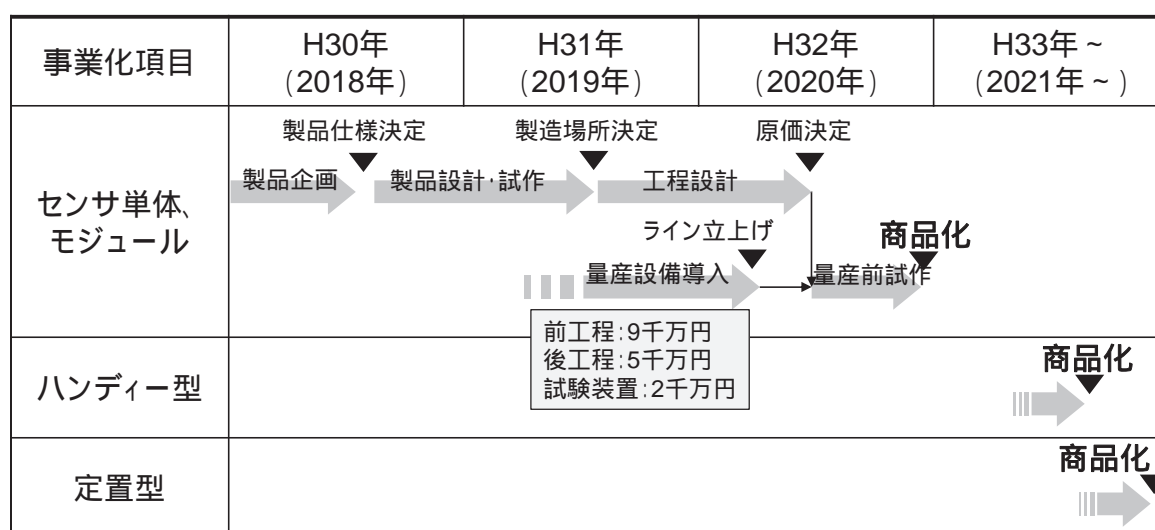 事業化項目
H30年
(2018年)
H31年
(2019年)
H32年
(2020年)
H33年~
(2021年~)
センサ単体、
モジュール
製品仕様決定
製造場所決定
原価決定
製品企画
製品設計・試作
工程設計
ライン立上げ
商品化
量産設備導入
量産前試作
前工程:9千万円
後工程:5千万円
試験装置:2千万円
ハンディー型
商品化
定置型
商品化